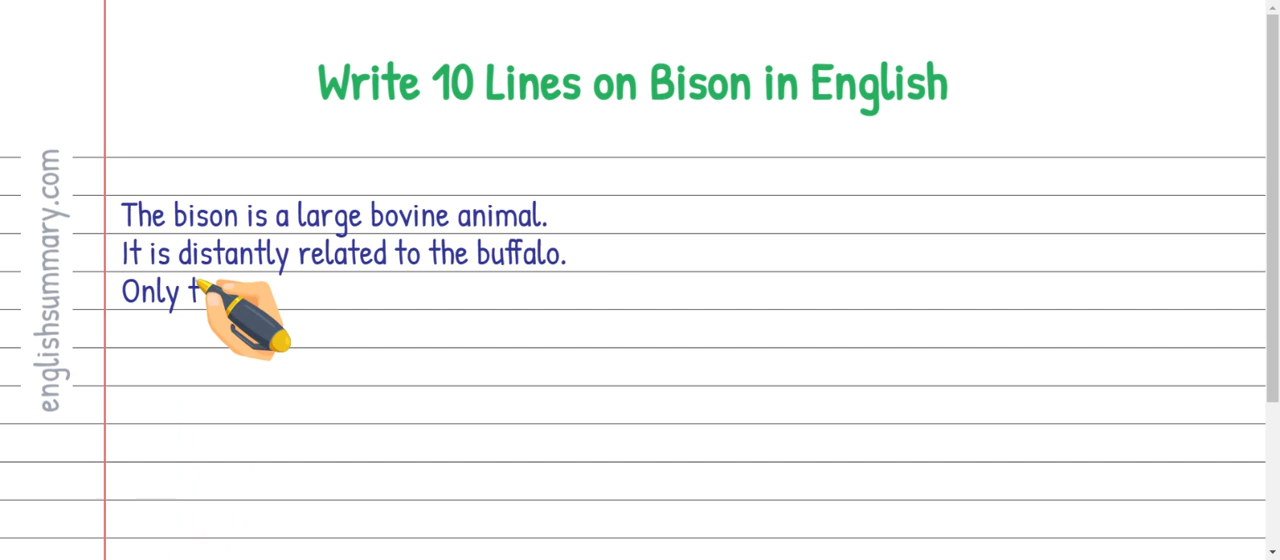 Write 10 Lines on Bison in English
englishsummary.com
The bison is a large bovine animal.
It is distantly related to the buffalo.
Only t